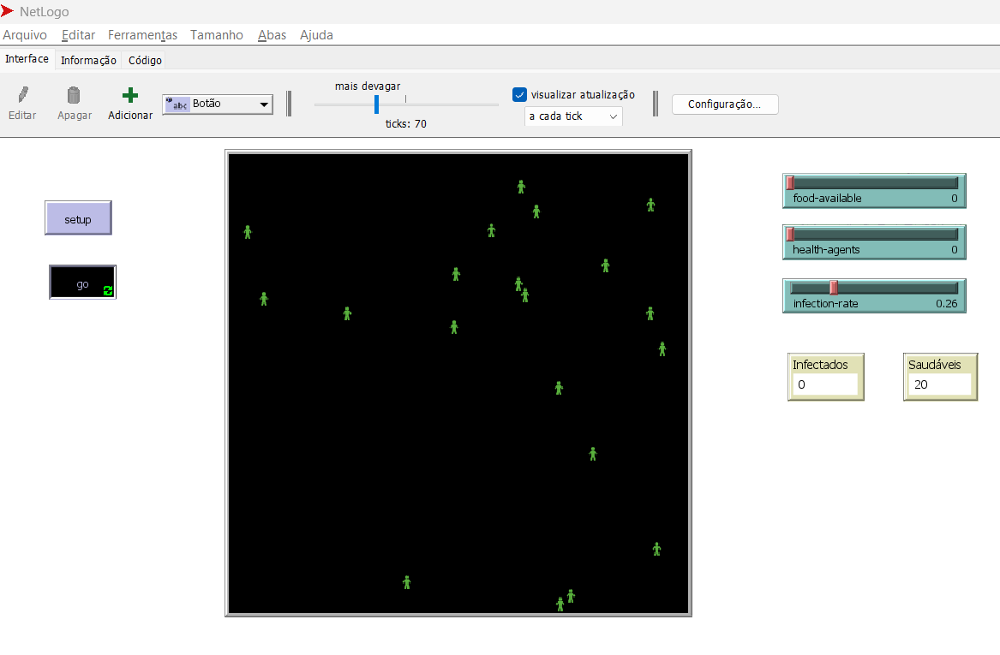 NetLogo
Arquivo Editar Ferramentas Tamanho Abas Ajuda
Interface Informação Código
mais devagar
visualizar atualização
Editar Apagar Adicionar
abc Botão
a cada tick
Configuração...
ticks: 70
setup
go
food-available 0
health-agents 0
infection-rate 0.26
Infectados
0
Saudáveis
20